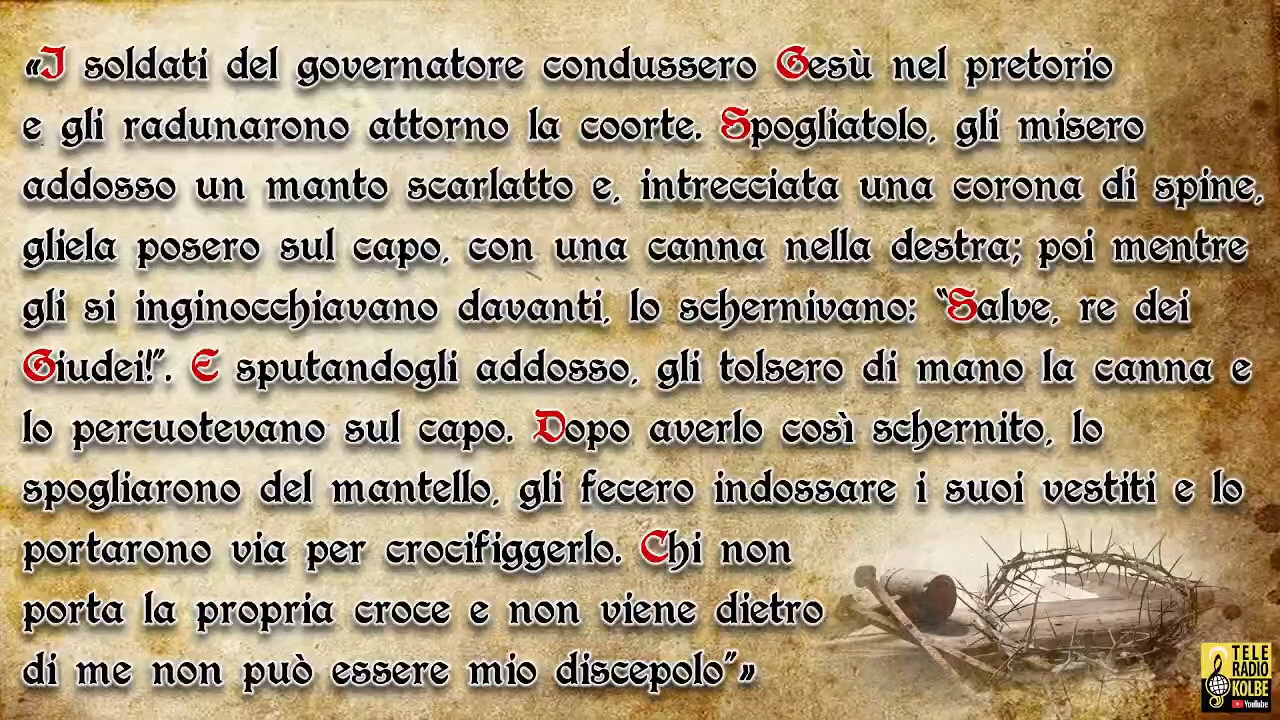 «I soldati del governatore condussero Gesù nel pretorio
e gli radunarono attorno la coorte. Spogliatolo, gli misero
addosso un manto scarlatto e, intrecciata una corona di spine,
gliela posero sul capo, con una canna nella destra; poi mentre
gli si inginocchiavano davanti, lo schernivano: “Salve, re dei
Giudei!”. E sputandogli addosso, gli tolsero di mano la canna e
lo percuotevano sul capo. Dopo averlo così schernito, lo
spogliarono del mantello, gli fecero indossare i suoi vestiti e lo
portarono via per crocifiggerlo. Chi non
porta la propria croce e non viene dietro
di me non può essere mio discepolo”»
TELE
RADIO
KOLBE
YouTube